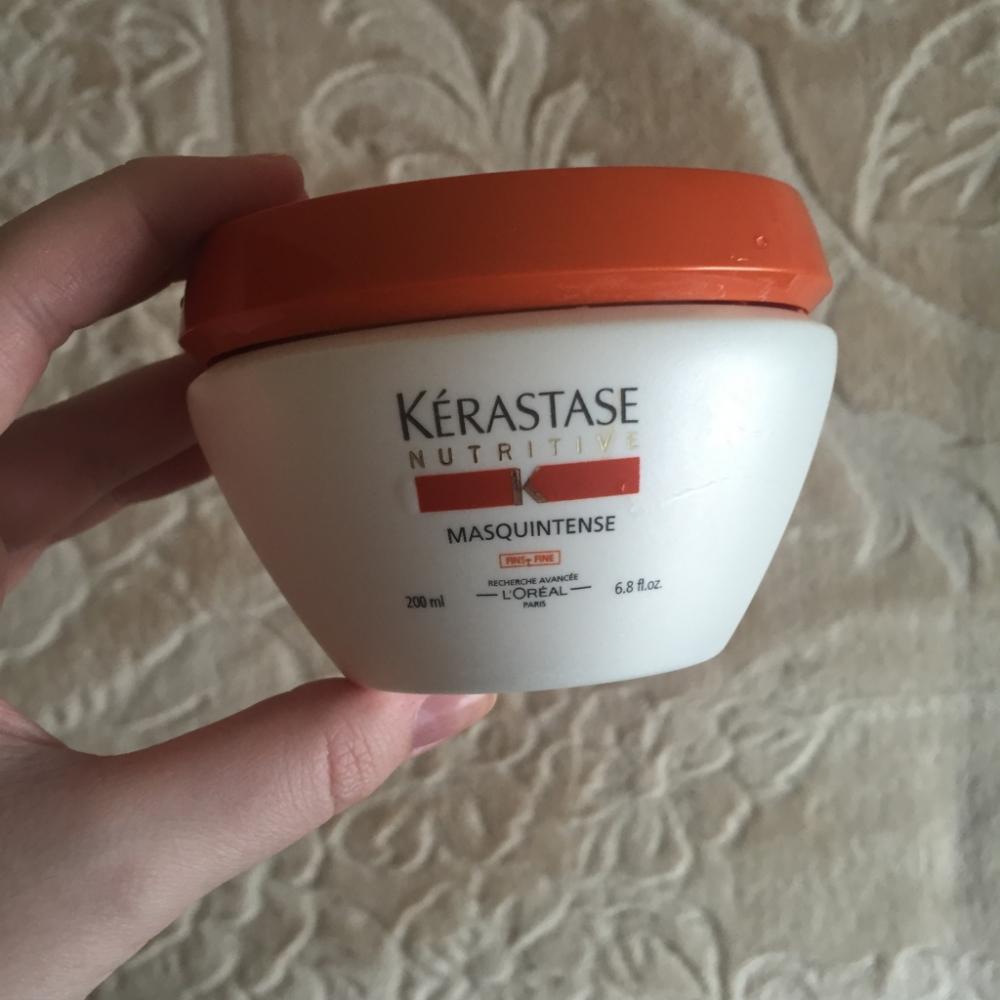 KÉRASTASE
NUTRITIVE
K
MASQUINTENSE
FINS FINE
RECHERCHE AVANCÉE
200 ml L'ORÉAL 6.8 fl.oz.
PARIS